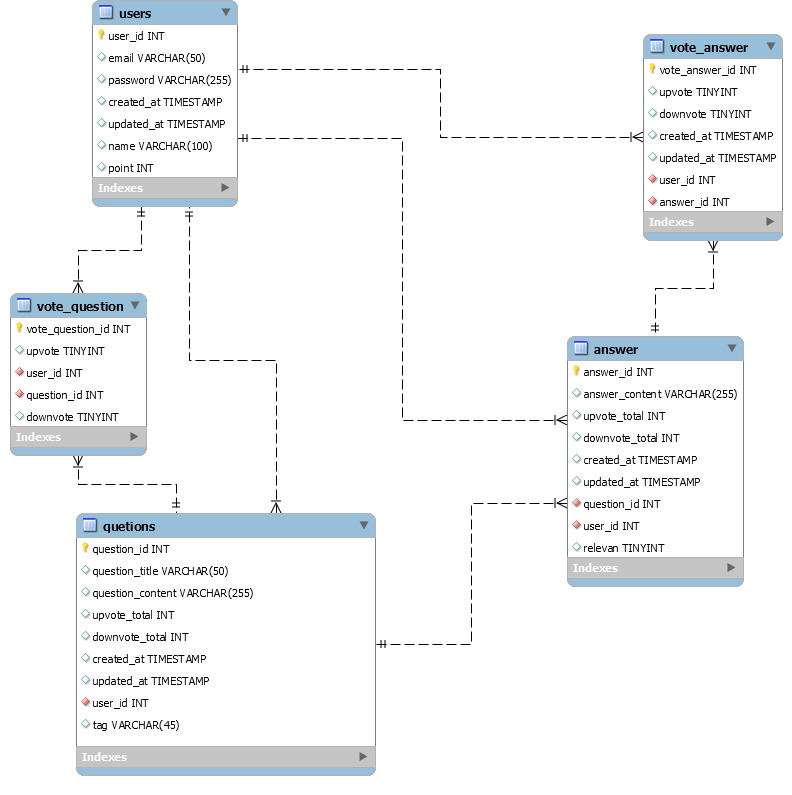 users
user_id INT
email VARCHAR(50)
password VARCHAR(255)
created_at TIMESTAMP
updated_at TIMESTAMP
name VARCHAR(100)
point INT
Indexes
vote_answer
vote_answer_id INT
upvote TINYINT
downvote TINYINT
created_at TIMESTAMP
updated_at TIMESTAMP
user_id INT
answer_id INT
Indexes
vote_question
vote_question_id INT
upvote TINYINT
user_id INT
question_id INT
downvote TINYINT
Indexes
answer
answer_id INT
answer_content VARCHAR(255)
upvote_total INT
downvote_total INT
created_at TIMESTAMP
updated_at TIMESTAMP
question_id INT
user_id INT
relevan TINYINT
Indexes
quetions
question_id INT
question_title VARCHAR(50)
question_content VARCHAR(255)
upvote_total INT
downvote_total INT
created_at TIMESTAMP
updated_at TIMESTAMP
user_id INT
tag VARCHAR(45)
Indexes